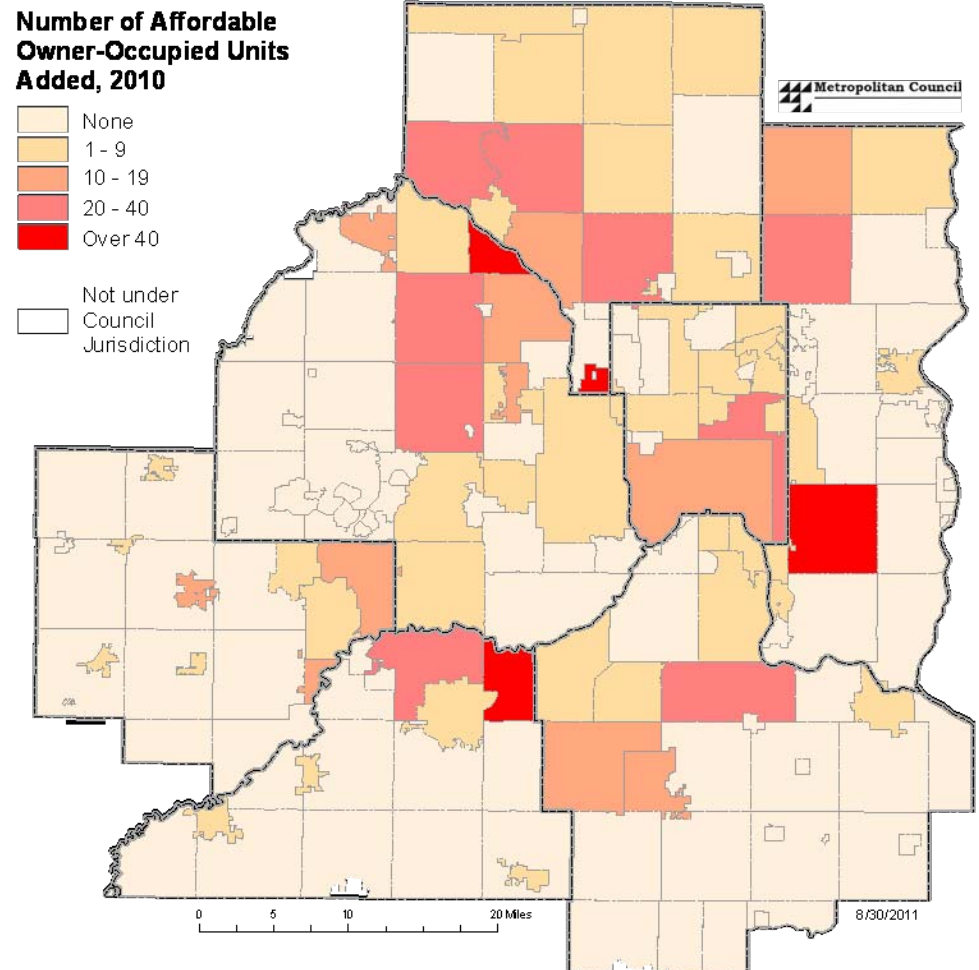 Number of Affordable
Owner-Occupied Units
Added, 2010
None
1 - 9
10 - 19
20 - 40
Over 40
Not under
Council
Jurisdiction
Metropolitan Council
0 5 10 20 Miles
8/30/2011